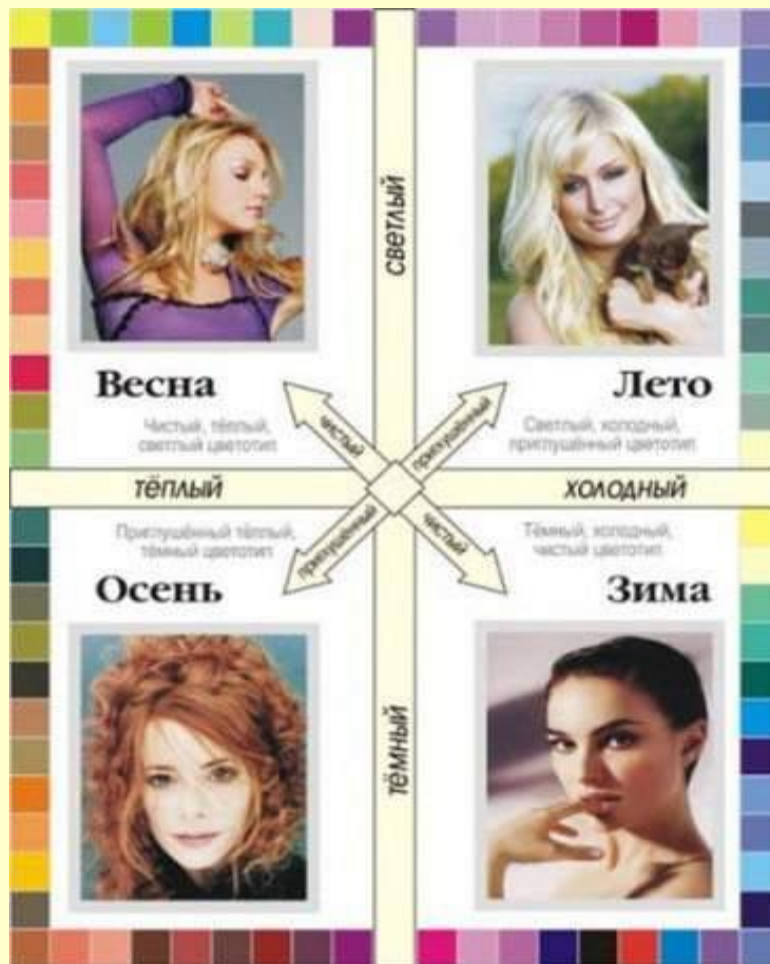 светлый
Весна
Лето
Чистый, тёплый,
светлый цветотип
Светлый, холодный,
приглушённый цветотип
чистый
приглушённый
тёплый
холодный
приглушённый
чистый
Приглушённый тёплый,
тёмный цветотип
Тёмный, холодный,
чистый цветотип
Осень
Зима
тёмный